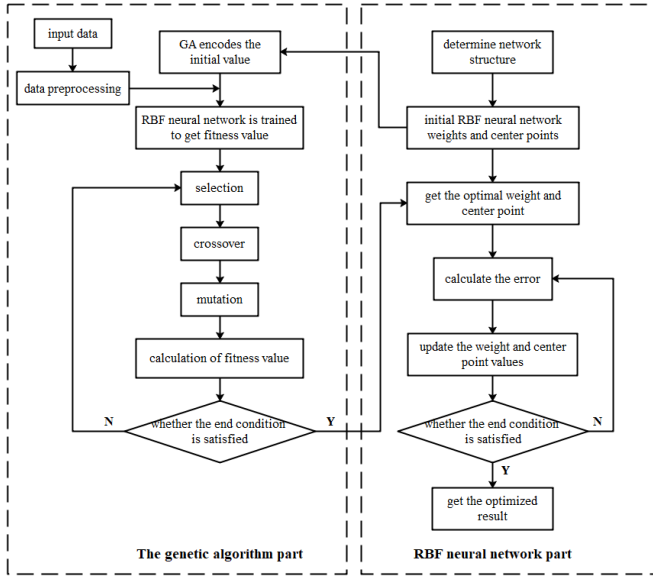 input data
data preprocessing
GA encodes the
initial value
RBF neural network is trained
to get fitness value
selection
crossover
mutation
calculation of fitness value
whether the end condition
is satisfied
N
Y
The genetic algorithm part
determine network
structure
initial RBF neural network
weights and center points
get the optimal weight and
center point
calculate the error
update the weight and center
point values
whether the end condition
is satisfied
N
Y
get the optimized
result
RBF neural network part